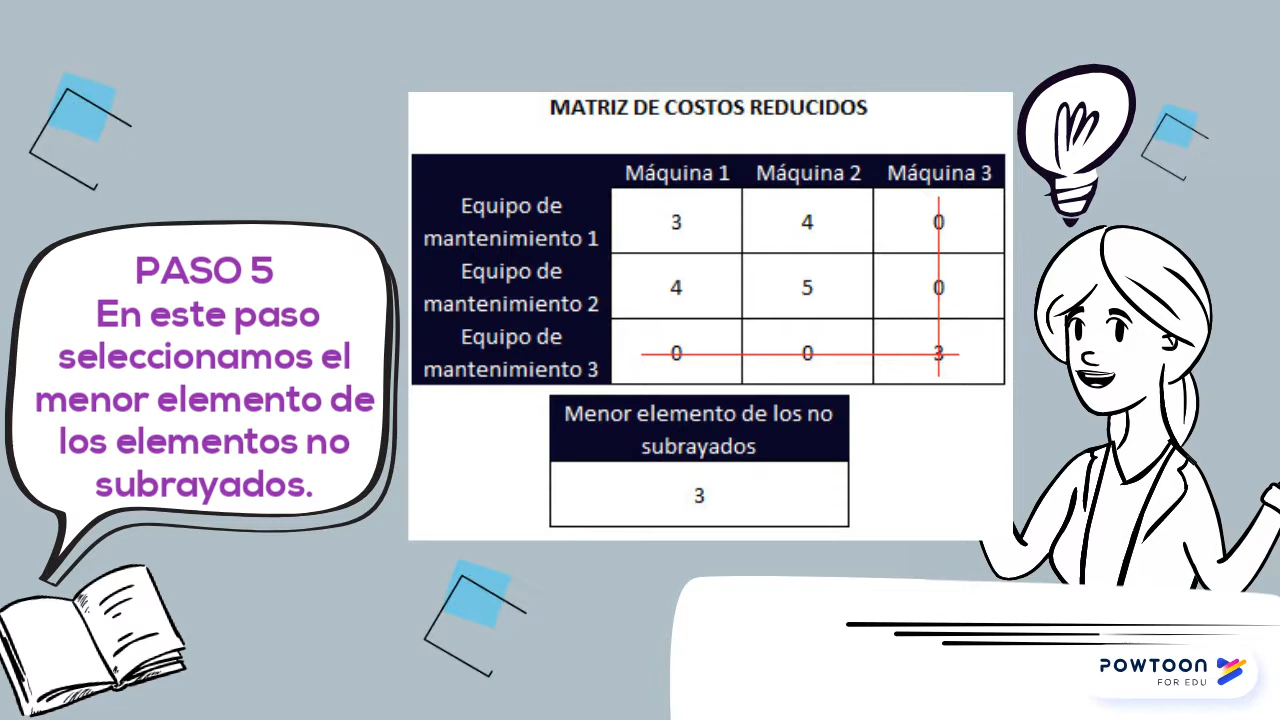 MATRIZ DE COSTOS REDUCIDOS
Máquina 1 Máquina 2 Máquina 3
Equipo de mantenimiento 1 3 4 0
Equipo de mantenimiento 2 4 5 0
Equipo de mantenimiento 3 0 0 3
Menor elemento de los no
subrayados
3
PASO 5
En este paso
seleccionamos el
menor elemento de
los elementos no
subrayados.
POWTOON
FOR EDU